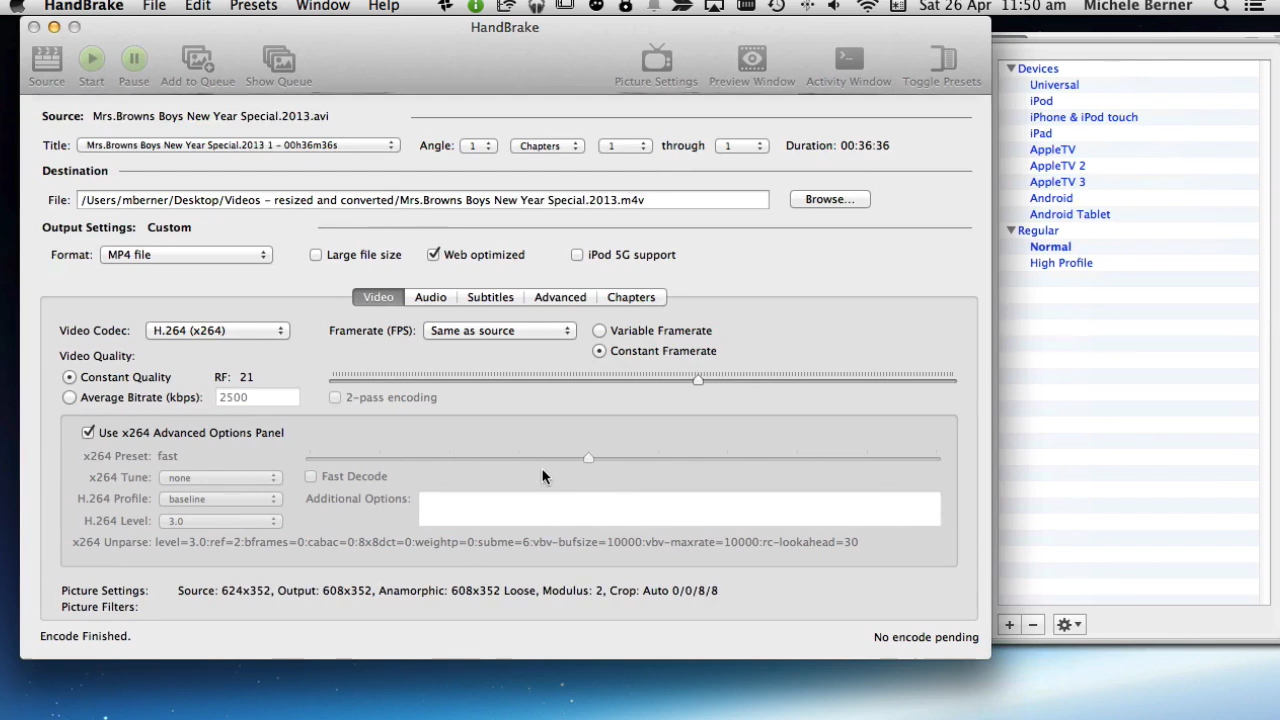 HandBrake File Edit Presets Window Help Sat 26 Apr 11:50 am Michele Berner
HandBrake
Source Start Pause Add to Queue Show Queue Picture Settings Preview Window Activity Window Toggle Presets
Source: Mrs.Browns Boys New Year Special.2013.avi
Title: Mrs.Browns Boys New Year Special.2013 1 - 00h36m36s Angle: 1 Chapters 1 through 1 Duration: 00:36:36
Destination
File: /Users/mberner/Desktop/Videos - resized and converted/Mrs.Browns Boys New Year Special.2013.m4v Browse...
Output Settings: Custom
Format: MP4 file Large file size Web optimized iPod 5G support
Video Audio Subtitles Advanced Chapters
Video Codec: H.264 (x264) Framerate (FPS): Same as source Variable Framerate
Constant Framerate
Video Quality:
Constant Quality RF: 21
Average Bitrate (kbps): 2500 2-pass encoding
Use x264 Advanced Options Panel
x264 Preset: fast
x264 Tune: none Fast Decode
H.264 Profile: baseline Additional Options:
H.264 Level: 3.0
x264 Unparse: level=3.0:ref=2:bframes=0:cabac=0:8x8dct=0:weightp=0:subme=6:vbv-bufsize=10000:vbv-maxrate=10000:rc-lookahead=30
Picture Settings: Source: 624x352, Output: 608x352, Anamorphic: 608x352 Loose, Modulus: 2, Crop: Auto 0/0/8/8
Picture Filters:
Encode Finished. No encode pending
Devices
Universal
iPod
iPhone & iPod touch
iPad
AppleTV
AppleTV 2
AppleTV 3
Android
Android Tablet
Regular
Normal
High Profile